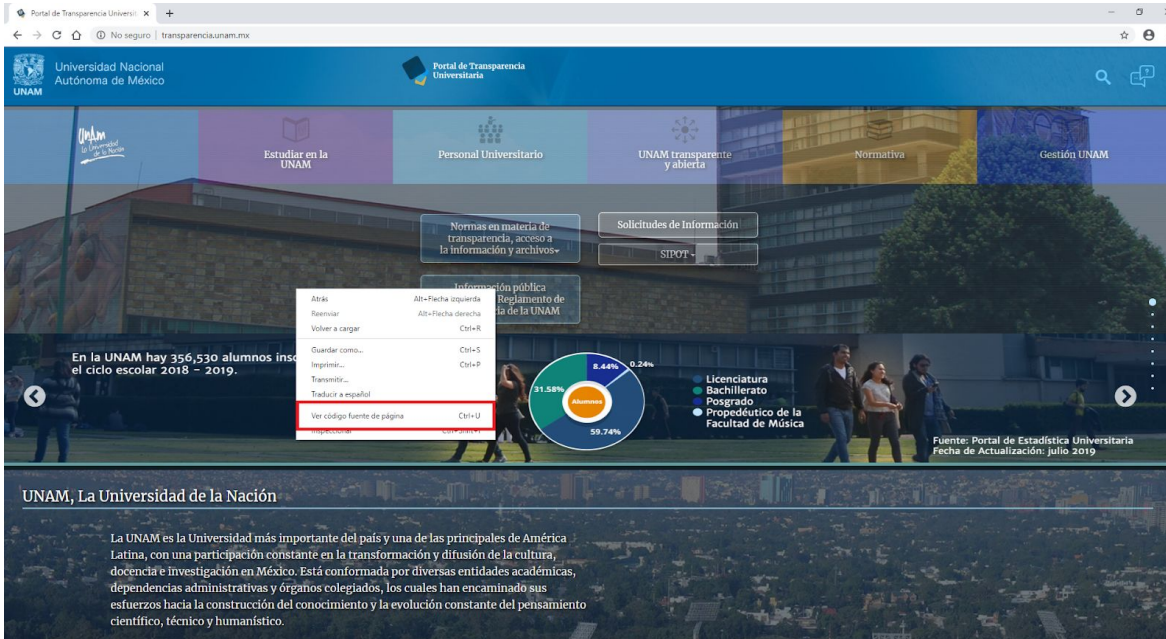 Portal de Transparencia Universit
No seguro | transparencia.unam.mx
UNAM
Universidad Nacional
Autónoma de México
Portal de Transparencia
Universitaria
UnAm
La Universidad
de la Nación
Estudiar en la
UNAM
Personal Universitario
UNAM transparente
y abierta
Normativa
Gestión UNAM
Normas en materia de
transparencia, acceso a
la información y archivos
Solicitudes de Información
SIPOT
Información pública
Reglamento de
de la UNAM
Atrás Alt+Flecha izquierda
Reenviar Alt+Flecha derecha
Volver a cargar Ctrl+R
Guardar como... Ctrl+S
Imprimir... Ctrl+P
Transmitir...
Traducir a español
Ver código fuente de página Ctrl+U
Inspeccionar Ctrl+Shift+I
En la UNAM hay 356,530 alumnos
el ciclo escolar 2018 – 2019.
8.44%
0.24%
31.58%
Alumnos
59.74%
Licenciatura
Bachillerato
Posgrado
Propedéutico de la
Facultad de Música
Fuente: Portal de Estadística Universitaria
Fecha de Actualización: julio 2019
UNAM, La Universidad de la Nación
La UNAM es la Universidad más importante del país y una de las principales de América
Latina, con una participación constante en la transformación y difusión de la cultura,
docencia e investigación en México. Está conformada por diversas entidades académicas,
dependencias administrativas y órganos colegiados, los cuales han encaminado sus
esfuerzos hacia la construcción del conocimiento y la evolución constante del pensamiento
científico, técnico y humanístico.